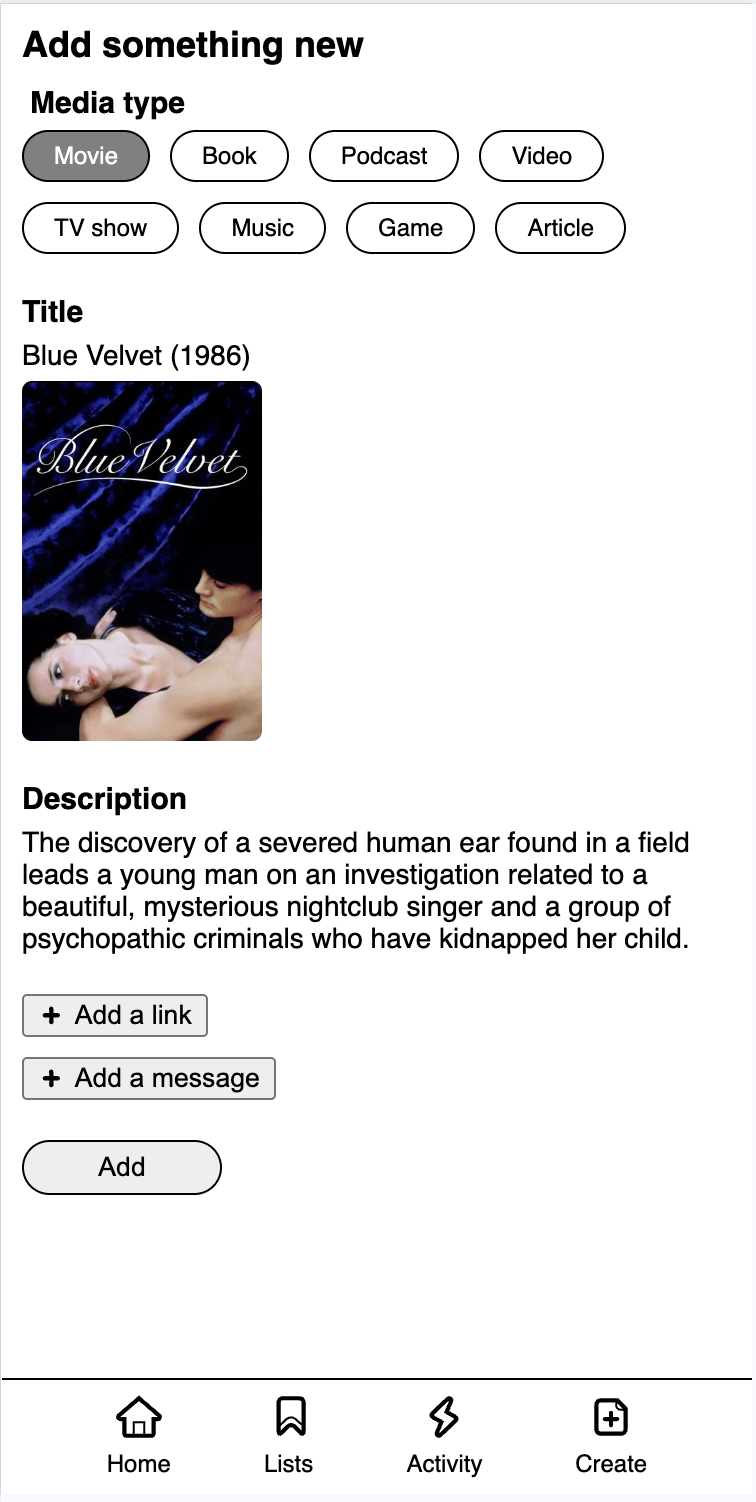 Add something new
Media type
Movie Book Podcast Video
TV show Music Game Article
Title
Blue Velvet (1986)
Blue Velvet
Description
The discovery of a severed human ear found in a field
leads a young man on an investigation related to a
beautiful, mysterious nightclub singer and a group of
psychopathic criminals who have kidnapped her child.
+ Add a link
+ Add a message
Add
Home Lists Activity Create